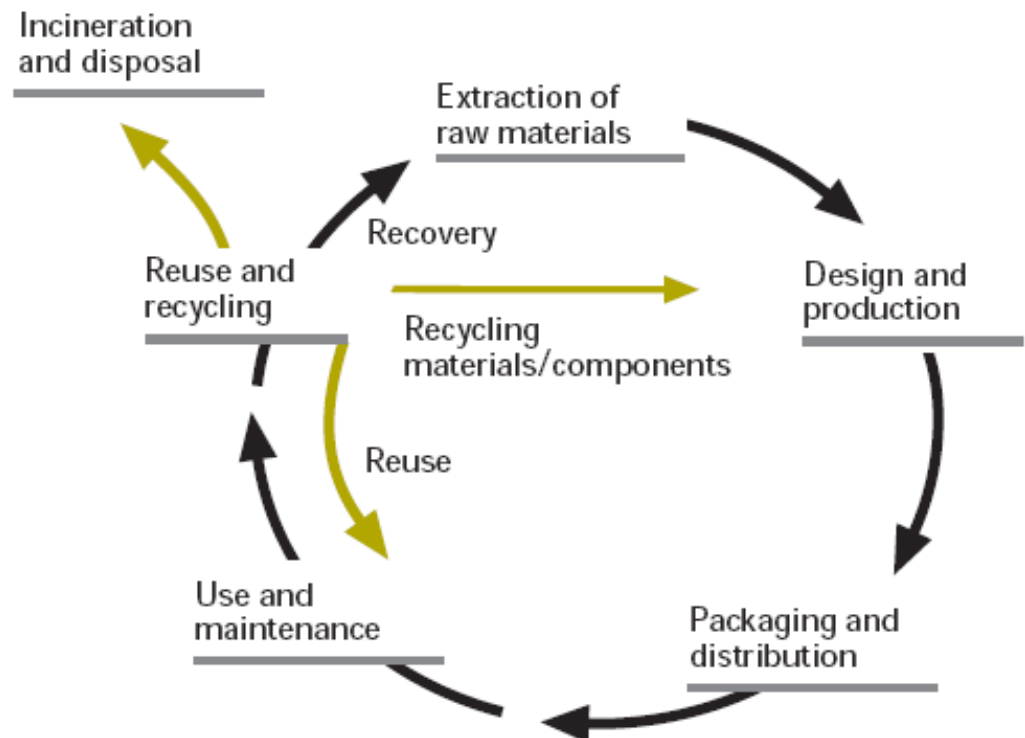 Incineration
and disposal
Extraction of
raw materials
Recovery
Reuse and
recycling
Design and
production
Recycling
materials/components
Reuse
Use and
maintenance
Packaging and
distribution